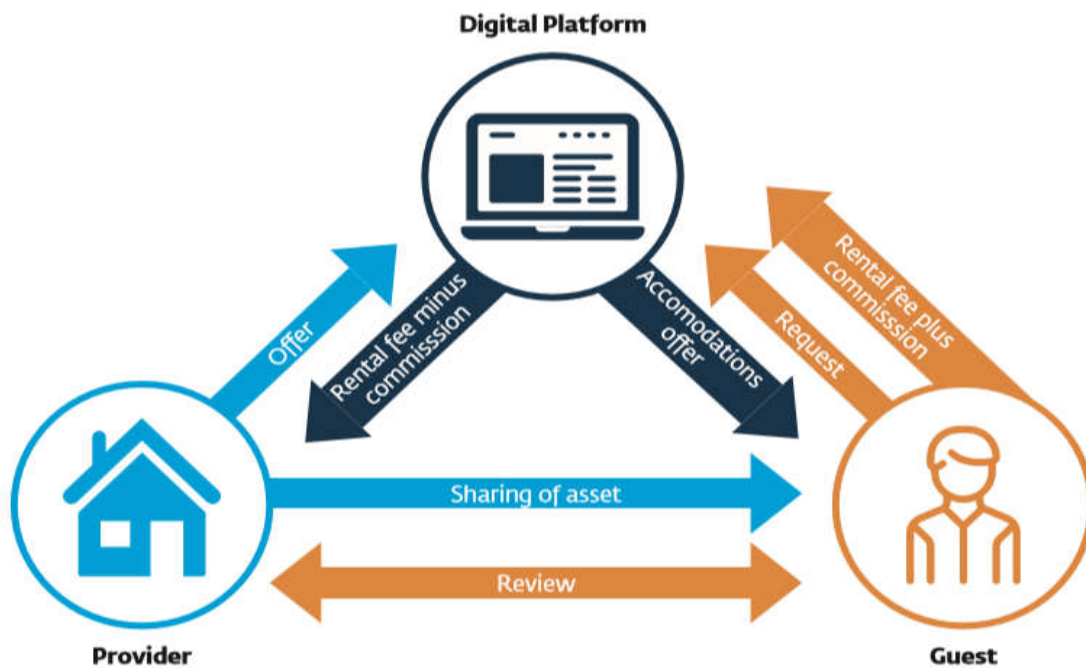 Digital Platform
Offer
Rental fee minus
commisssion
Accomodations
offer
Request
Rental fee plus
commisssion
Sharing of asset
Review
Provider
Guest